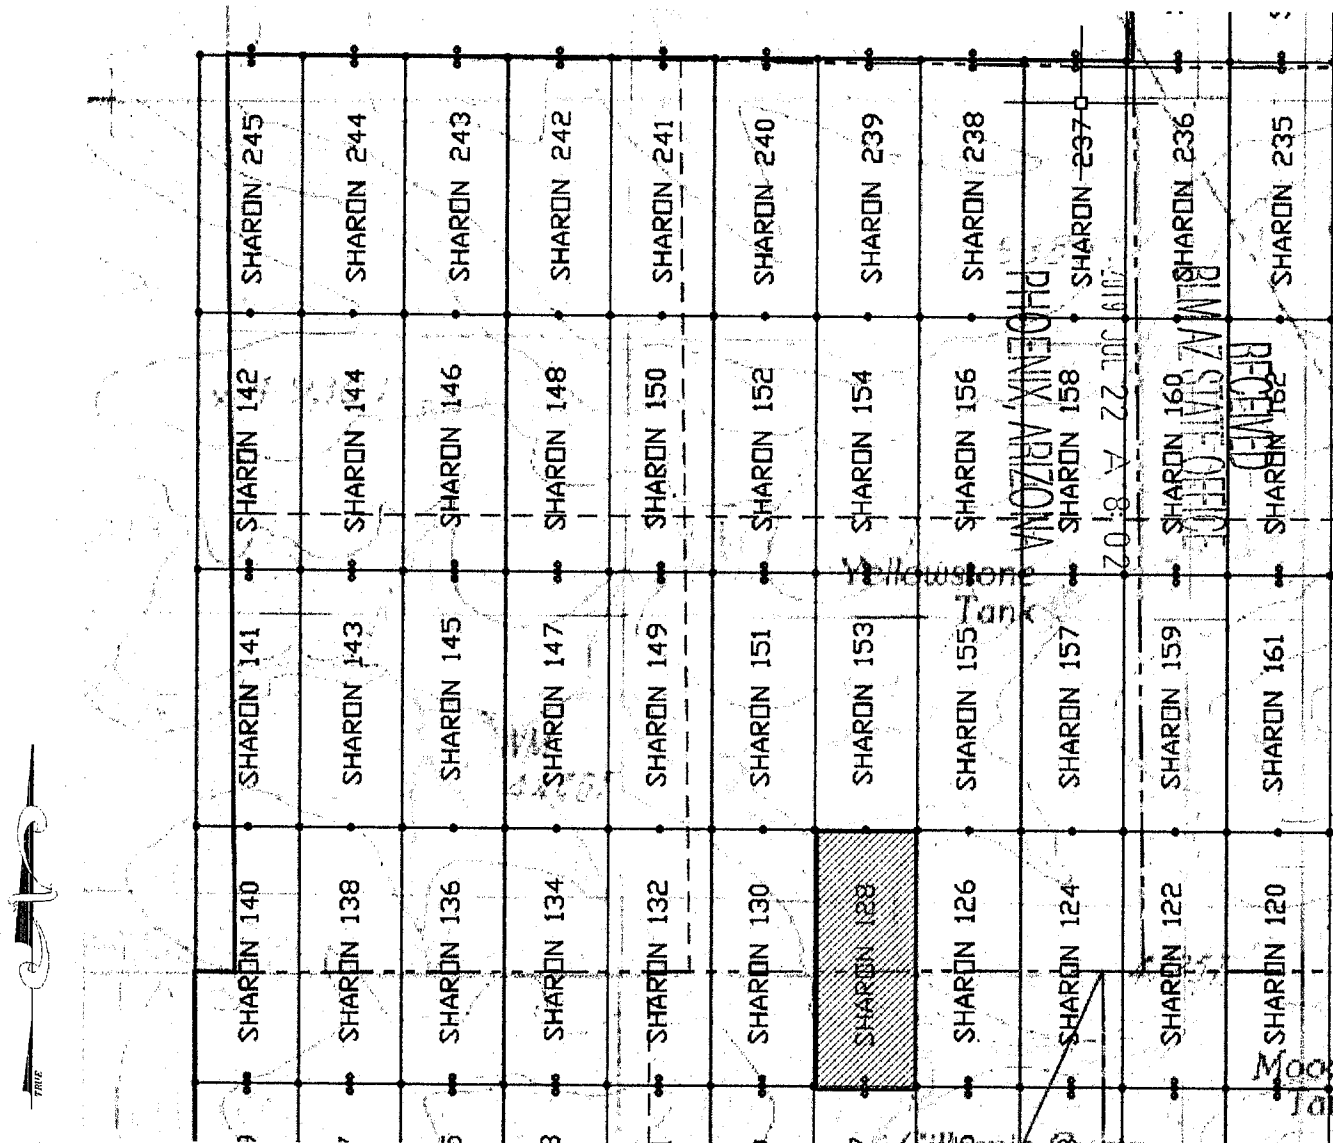 SHARON 245
SHARON 244
SHARON 243
SHARON 242
SHARON 241
SHARON 240
SHARON 239
SHARON 238
SHARON 237
SHARON 236
SHARON 235
SHARON 142
SHARON 144
SHARON 146
SHARON 148
SHARON 150
SHARON 152
SHARON 154
SHARON 156
SHARON 158
SHARON 160
SHARON 162
RECEIVED
BLM AZ STATE OFFICE
2019 JUL 22 A 8:02
PHOENIX, ARIZONA
Yellowstone
Tank
SHARON 141
SHARON 143
SHARON 145
SHARON 147
SHARON 149
SHARON 151
SHARON 153
SHARON 155
SHARON 157
SHARON 159
SHARON 161
SHARON 140
SHARON 138
SHARON 136
SHARON 134
SHARON 132
SHARON 130
SHARON 128
SHARON 126
SHARON 124
SHARON 122
SHARON 120
TRUE